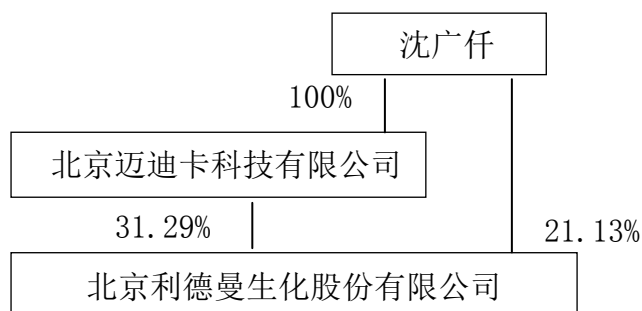 沈广仟
100%
北京迈迪卡科技有限公司
31.29%
21.13%
北京利德曼生化股份有限公司